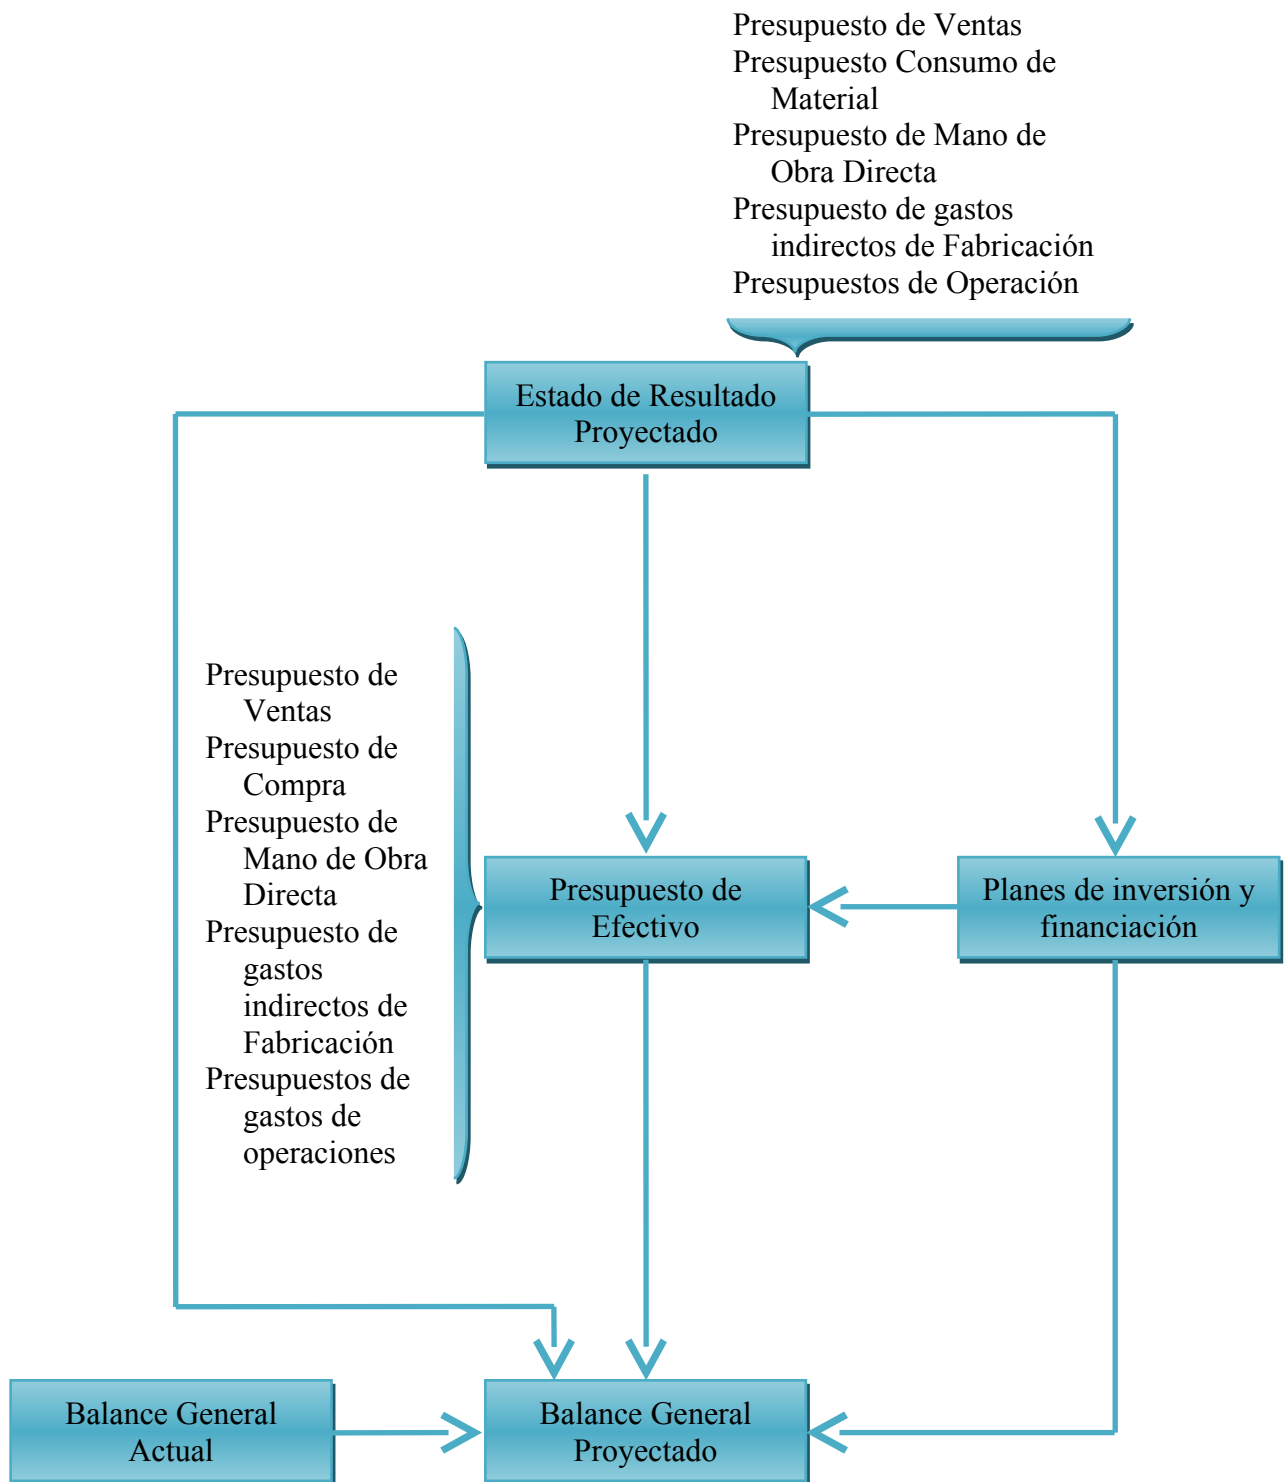 Presupuesto de Ventas
Presupuesto Consumo de
Material
Presupuesto de Mano de
Obra Directa
Presupuesto de gastos
indirectos de Fabricación
Presupuestos de Operación
Estado de Resultado
Proyectado
Presupuesto de
Ventas
Presupuesto de
Compra
Presupuesto de
Mano de Obra
Directa
Presupuesto de
gastos
indirectos de
Fabricación
Presupuestos de
gastos de
operaciones
Presupuesto de
Efectivo
Planes de inversión y
financiación
Balance General
Actual
Balance General
Proyectado